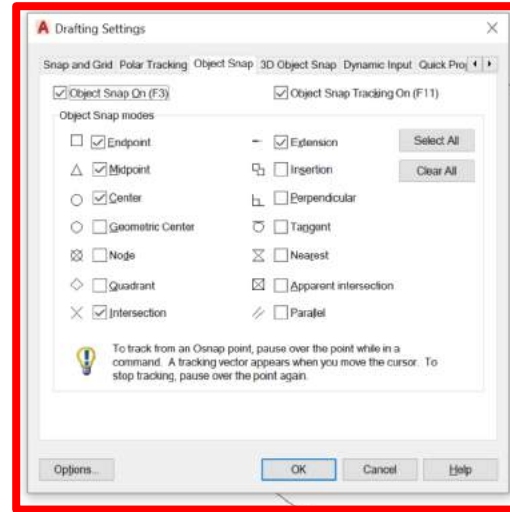 A Drafting Settings
Snap and Grid Polar Tracking Object Snap 3D Object Snap Dynamic Input Quick Proj
Object Snap On (F3) Object Snap Tracking On (F11)
Object Snap modes
Endpoint Extension Select All
Midpoint Insertion Clear All
Center Perpendicular
Geometric Center Tangent
Node Nearest
Quadrant Apparent intersection
Intersection Parallel
To track from an Osnap point, pause over the point while in a
command. A tracking vector appears when you move the cursor. To
stop tracking, pause over the point again.
Options... OK Cancel Help